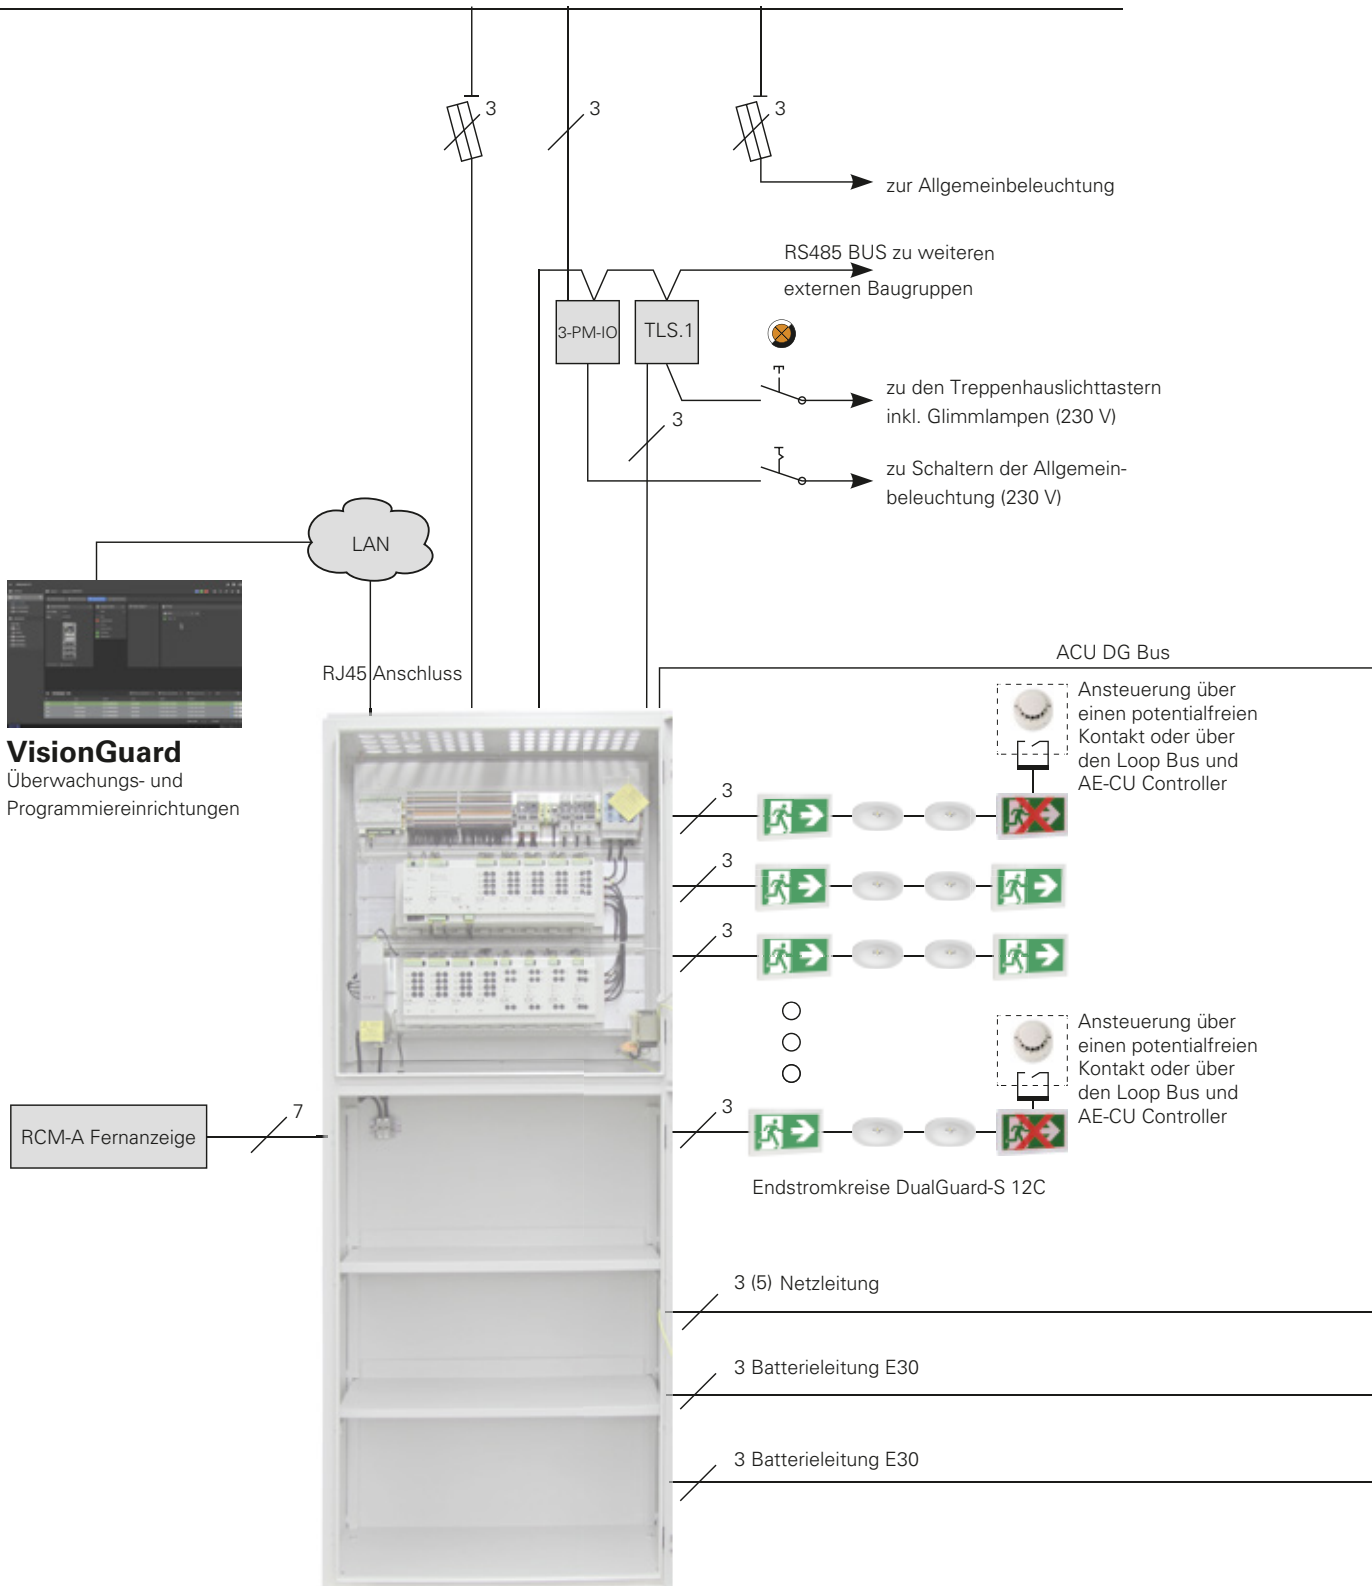 3
3
3
zur Allgemeinbeleuchtung
RS485 BUS zu weiteren
externen Baugruppen
3-PM-IO
TLS.1
zu den Treppenhauslichttastern
inkl. Glimmlampen (230 V)
3
zu Schaltern der Allgemein-
beleuchtung (230 V)
LAN
RJ45 Anschluss
ACU DG Bus
VisionGuard
Überwachungs- und
Programmiereinrichtungen
Ansteuerung über
einen potentialfreien
Kontakt oder über
den Loop Bus und
AE-CU Controller
3
3
3
Ansteuerung über
einen potentialfreien
Kontakt oder über
den Loop Bus und
AE-CU Controller
3
RCM-A Fernanzeige
7
Endstromkreise DualGuard-S 12C
3 (5) Netzleitung
3 Batterieleitung E30
3 Batterieleitung E30